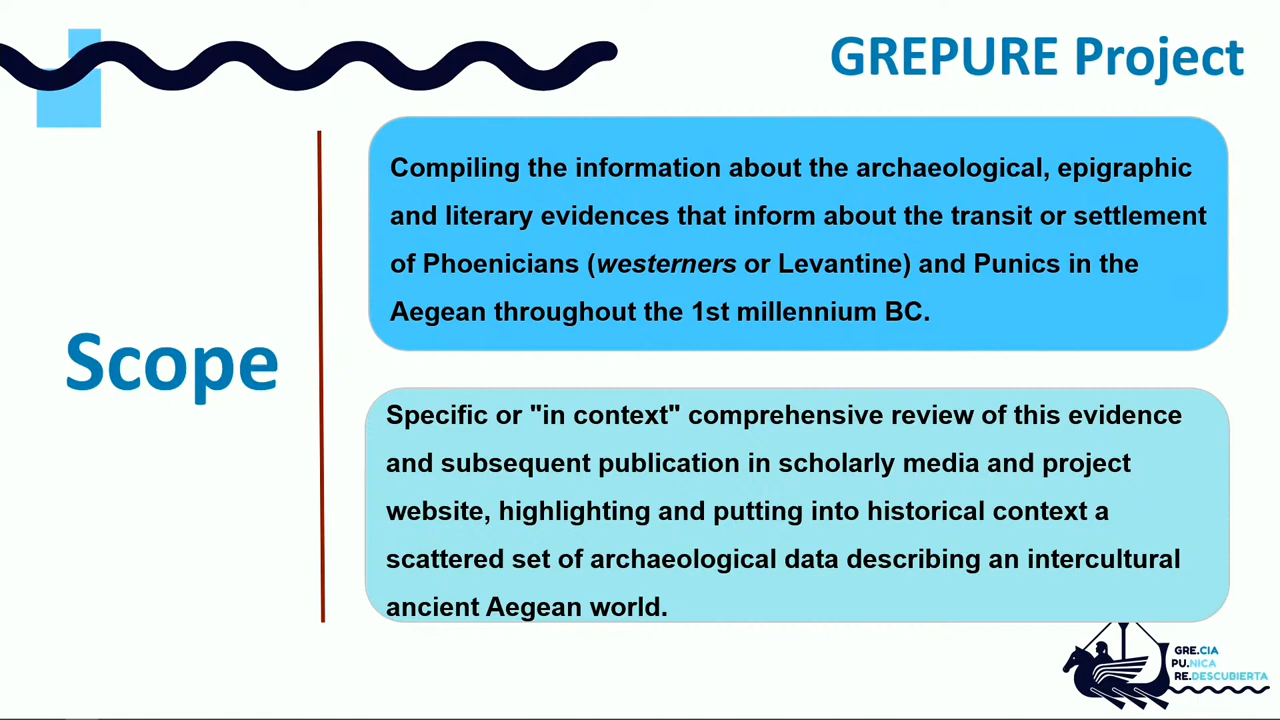 GREPURE Project
Compiling the information about the archaeological, epigraphic
and literary evidences that inform about the transit or settlement
of Phoenicians (westerners or Levantine) and Punics in the
Aegean throughout the 1st millennium BC.
Scope
Specific or "in context" comprehensive review of this evidence
and subsequent publication in scholarly media and project
website, highlighting and putting into historical context a
scattered set of archaeological data describing an intercultural
ancient Aegean world.
GRE.CIA
PU.NICA
RE.DESCUBIERTA